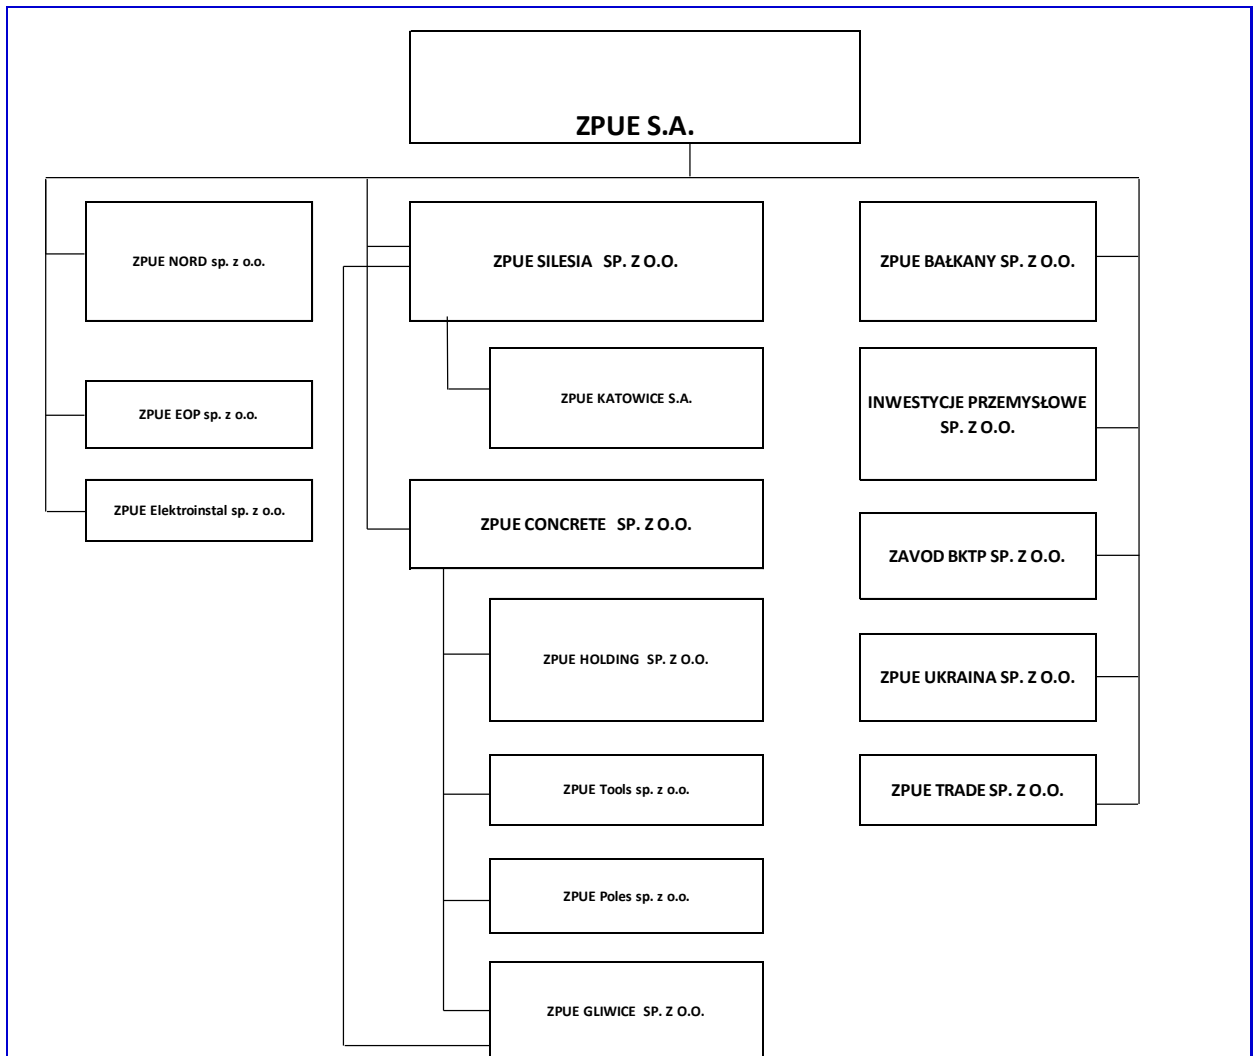 ZPUE S.A.
ZPUE NORD sp. z o.o.
ZPUE EOP sp. z o.o.
ZPUE Elektroinstal sp. z o.o.
ZPUE SILESIA SP. Z O.O.
ZPUE KATOWICE S.A.
ZPUE CONCRETE SP. Z O.O.
ZPUE HOLDING SP. Z O.O.
ZPUE Tools sp. z o.o.
ZPUE Poles sp. z o.o.
ZPUE GLIWICE SP. Z O.O.
ZPUE BAŁKANY SP. Z O.O.
INWESTYCJE PRZEMYSŁOWE
SP. Z O.O.
ZAVOD BKTP SP. Z O.O.
ZPUE UKRAINA SP. Z O.O.
ZPUE TRADE SP. Z O.O.